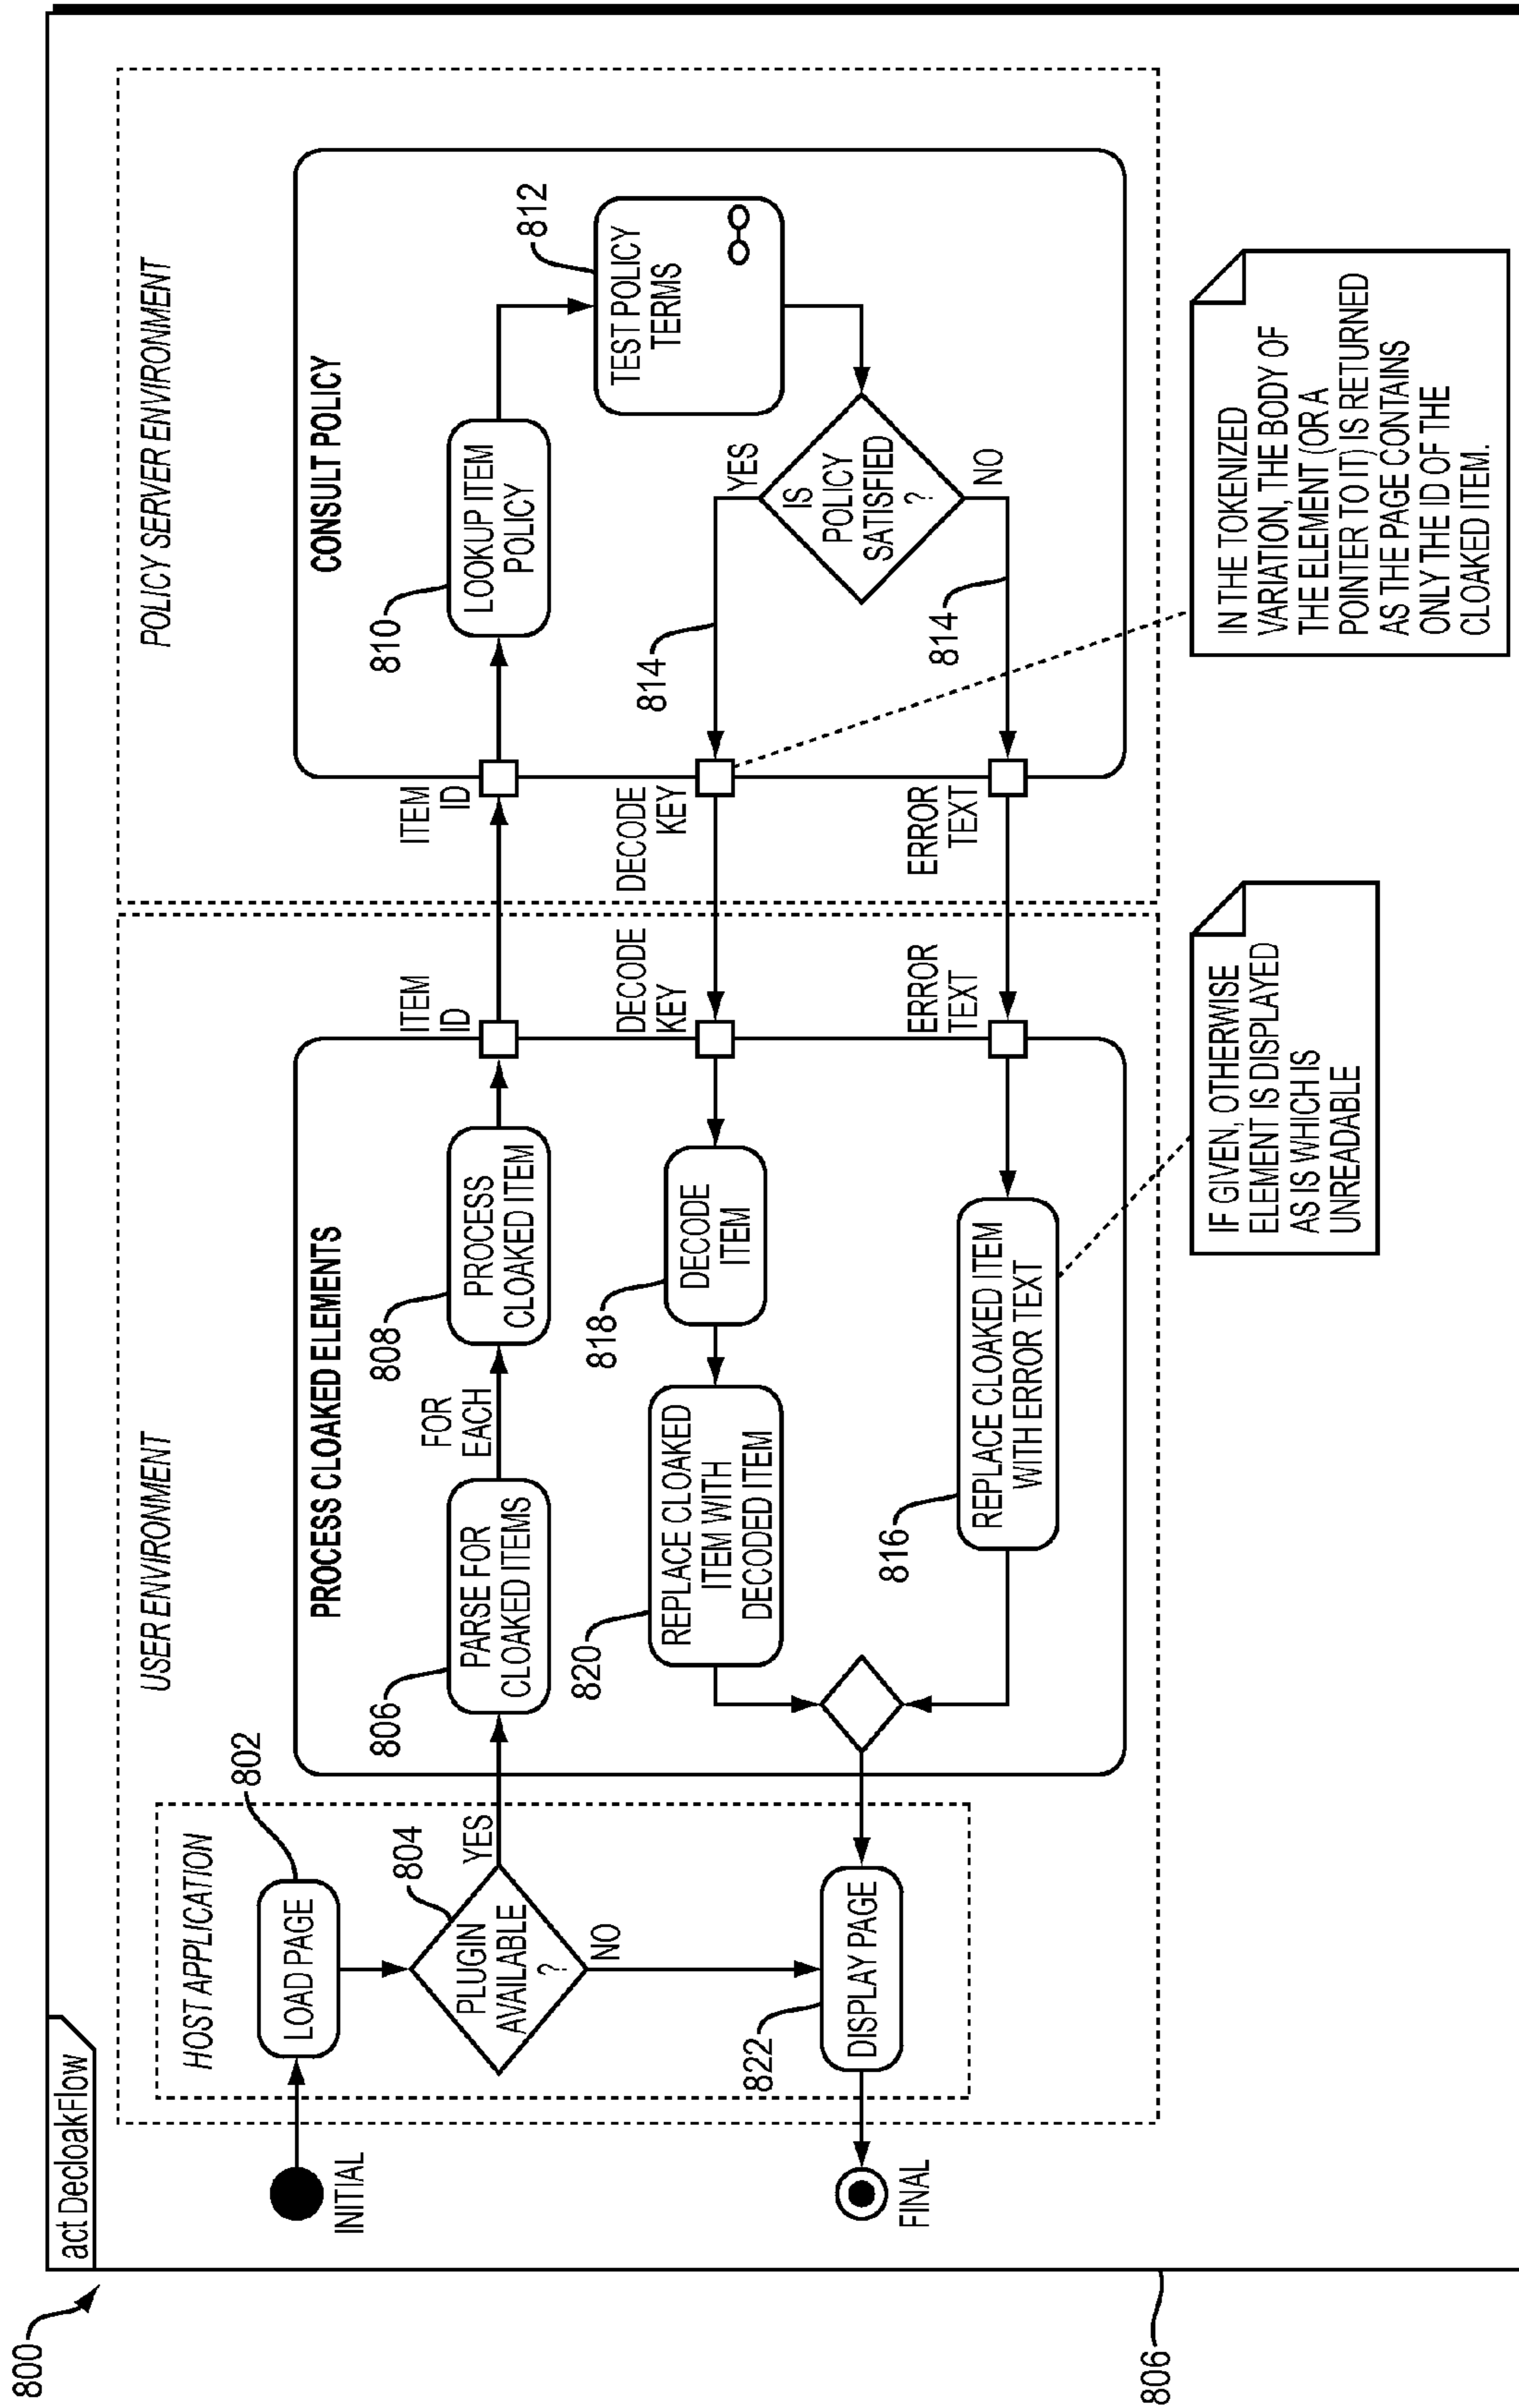 800
act DecloakFlow
USER ENVIRONMENT
POLICY SERVER ENVIRONMENT
HOST APPLICATION
INITIAL
LOAD PAGE
802
PLUGIN
AVAILABLE
?
804
YES
NO
PROCESS CLOAKED ELEMENTS
806
PARSE FOR
CLOAKED ITEMS
FOR
EACH
808
PROCESS
CLOAKED ITEM
ITEM
ID
ITEM
ID
CONSULT POLICY
810
LOOKUP ITEM
POLICY
812
TEST POLICY
TERMS
IS
POLICY
SATISFIED
?
YES
NO
814
814
DECODE
KEY
DECODE
KEY
818
DECODE
ITEM
820
REPLACE CLOAKED
ITEM WITH
DECODED ITEM
ERROR
TEXT
ERROR
TEXT
816
REPLACE CLOAKED ITEM
WITH ERROR TEXT
822
DISPLAY PAGE
FINAL
IF GIVEN, OTHERWISE
ELEMENT IS DISPLAYED
AS IS WHICH IS
UNREADABLE
IN THE TOKENIZED
VARIATION, THE BODY OF
THE ELEMENT (OR A
POINTER TO IT) IS RETURNED
AS THE PAGE CONTAINS
ONLY THE ID OF THE
CLOAKED ITEM.
806